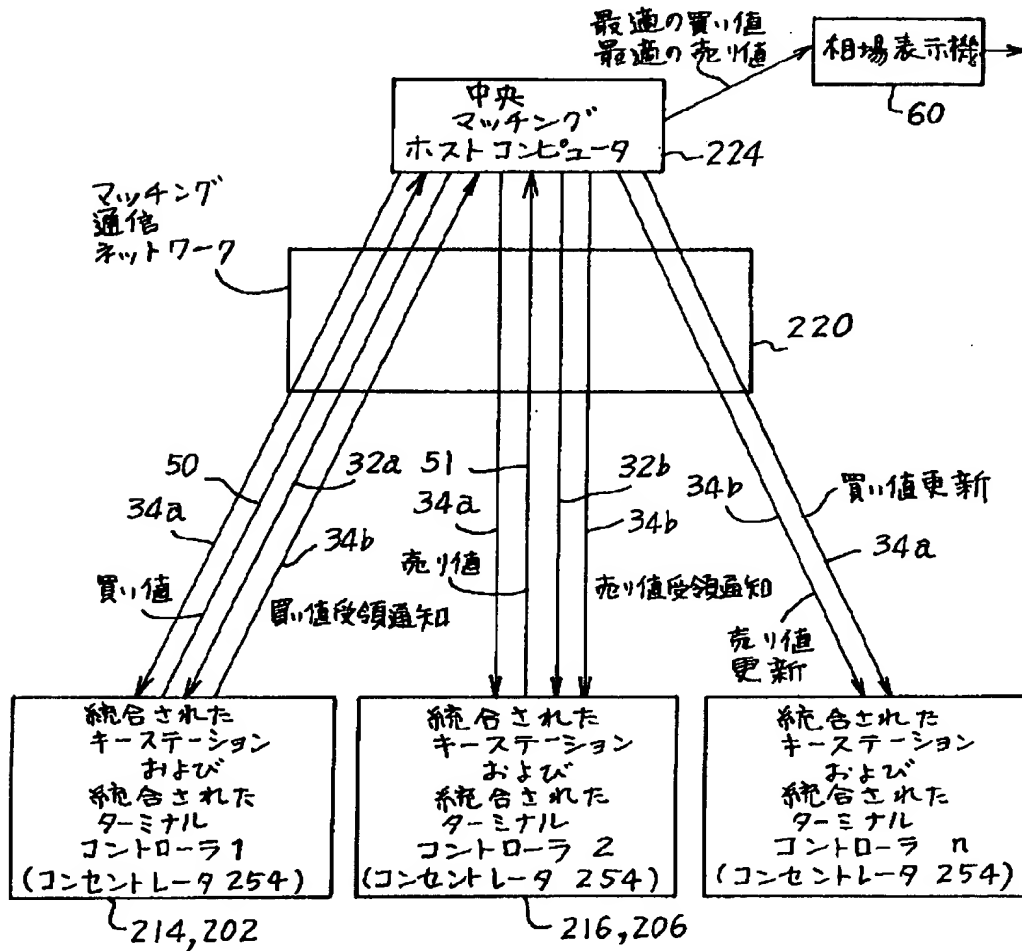 最適の買い値
最適の売り値
相場表示機
60
中央
マッチング
ホストコンピュータ
224
マッチング
通信
ネットワーク
220
50
34a
32a
34b
51
34a
32b
34b
34b
買い値更新
34a
買い値
買い値受領通知
売り値
売り値受領通知
売り値
更新
統合された
キーステーション
および
統合された
ターミナル
コントローラ 1
(コンセントレータ 254)
214,202
統合された
キーステーション
および
統合された
ターミナル
コントローラ 2
(コンセントレータ 254)
216,206
統合された
キーステーション
および
統合された
ターミナル
コントローラ n
(コンセントレータ 254)